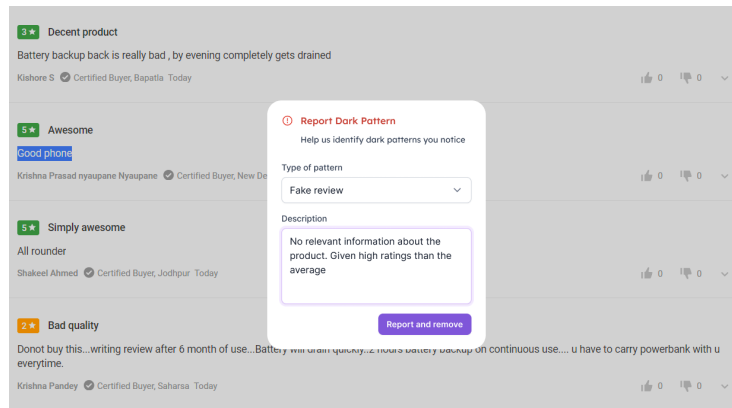 3★ Decent product
Battery backup back is really bad , by evening completely gets drained
Kishore S Certified Buyer, Bapatla Today
0 0
5★ Awesome
Good phone
Krishna Prasad nyaupane Nyaupane Certified Buyer, New De
0 0
5★ Simply awesome
All rounder
Shakeel Ahmed Certified Buyer, Jodhpur Today
0 0
2★ Bad quality
Donot buy this...writing review after 6 month of use...Battery will drain quickly..2 hours battery backup on continuous use.... u have to carry powerbank with u
everytime.
Krishna Pandey Certified Buyer, Saharsa Today
0 0
Report Dark Pattern
Help us identify dark patterns you notice
Type of pattern
Fake review
Description
No relevant information about the
product. Given high ratings than the
average
Report and remove